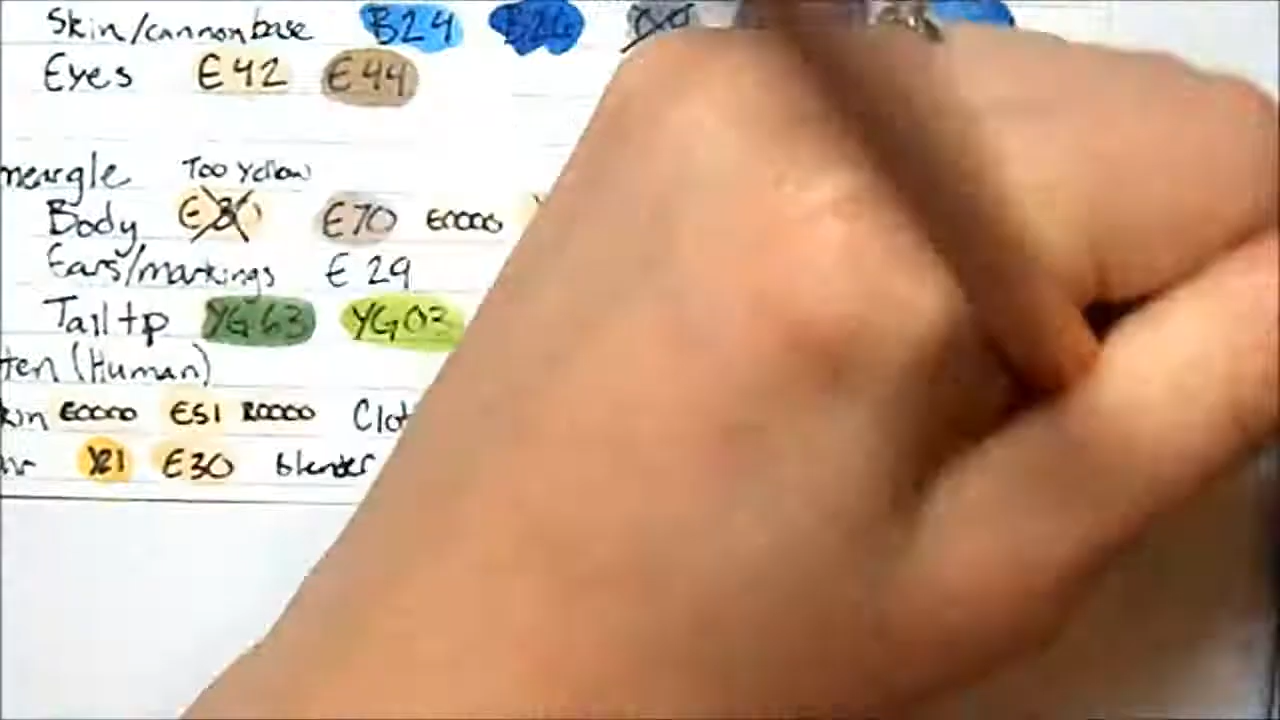 Skin/cannon base B24 B26
Eyes E42 E44
meargle Too Yellow
Body E70 E0000
Ears/markings E29
Tail tip YG63 YG03
ten (Human)
kin E0000 E51 R0000 Clot
Y21 E30 blender